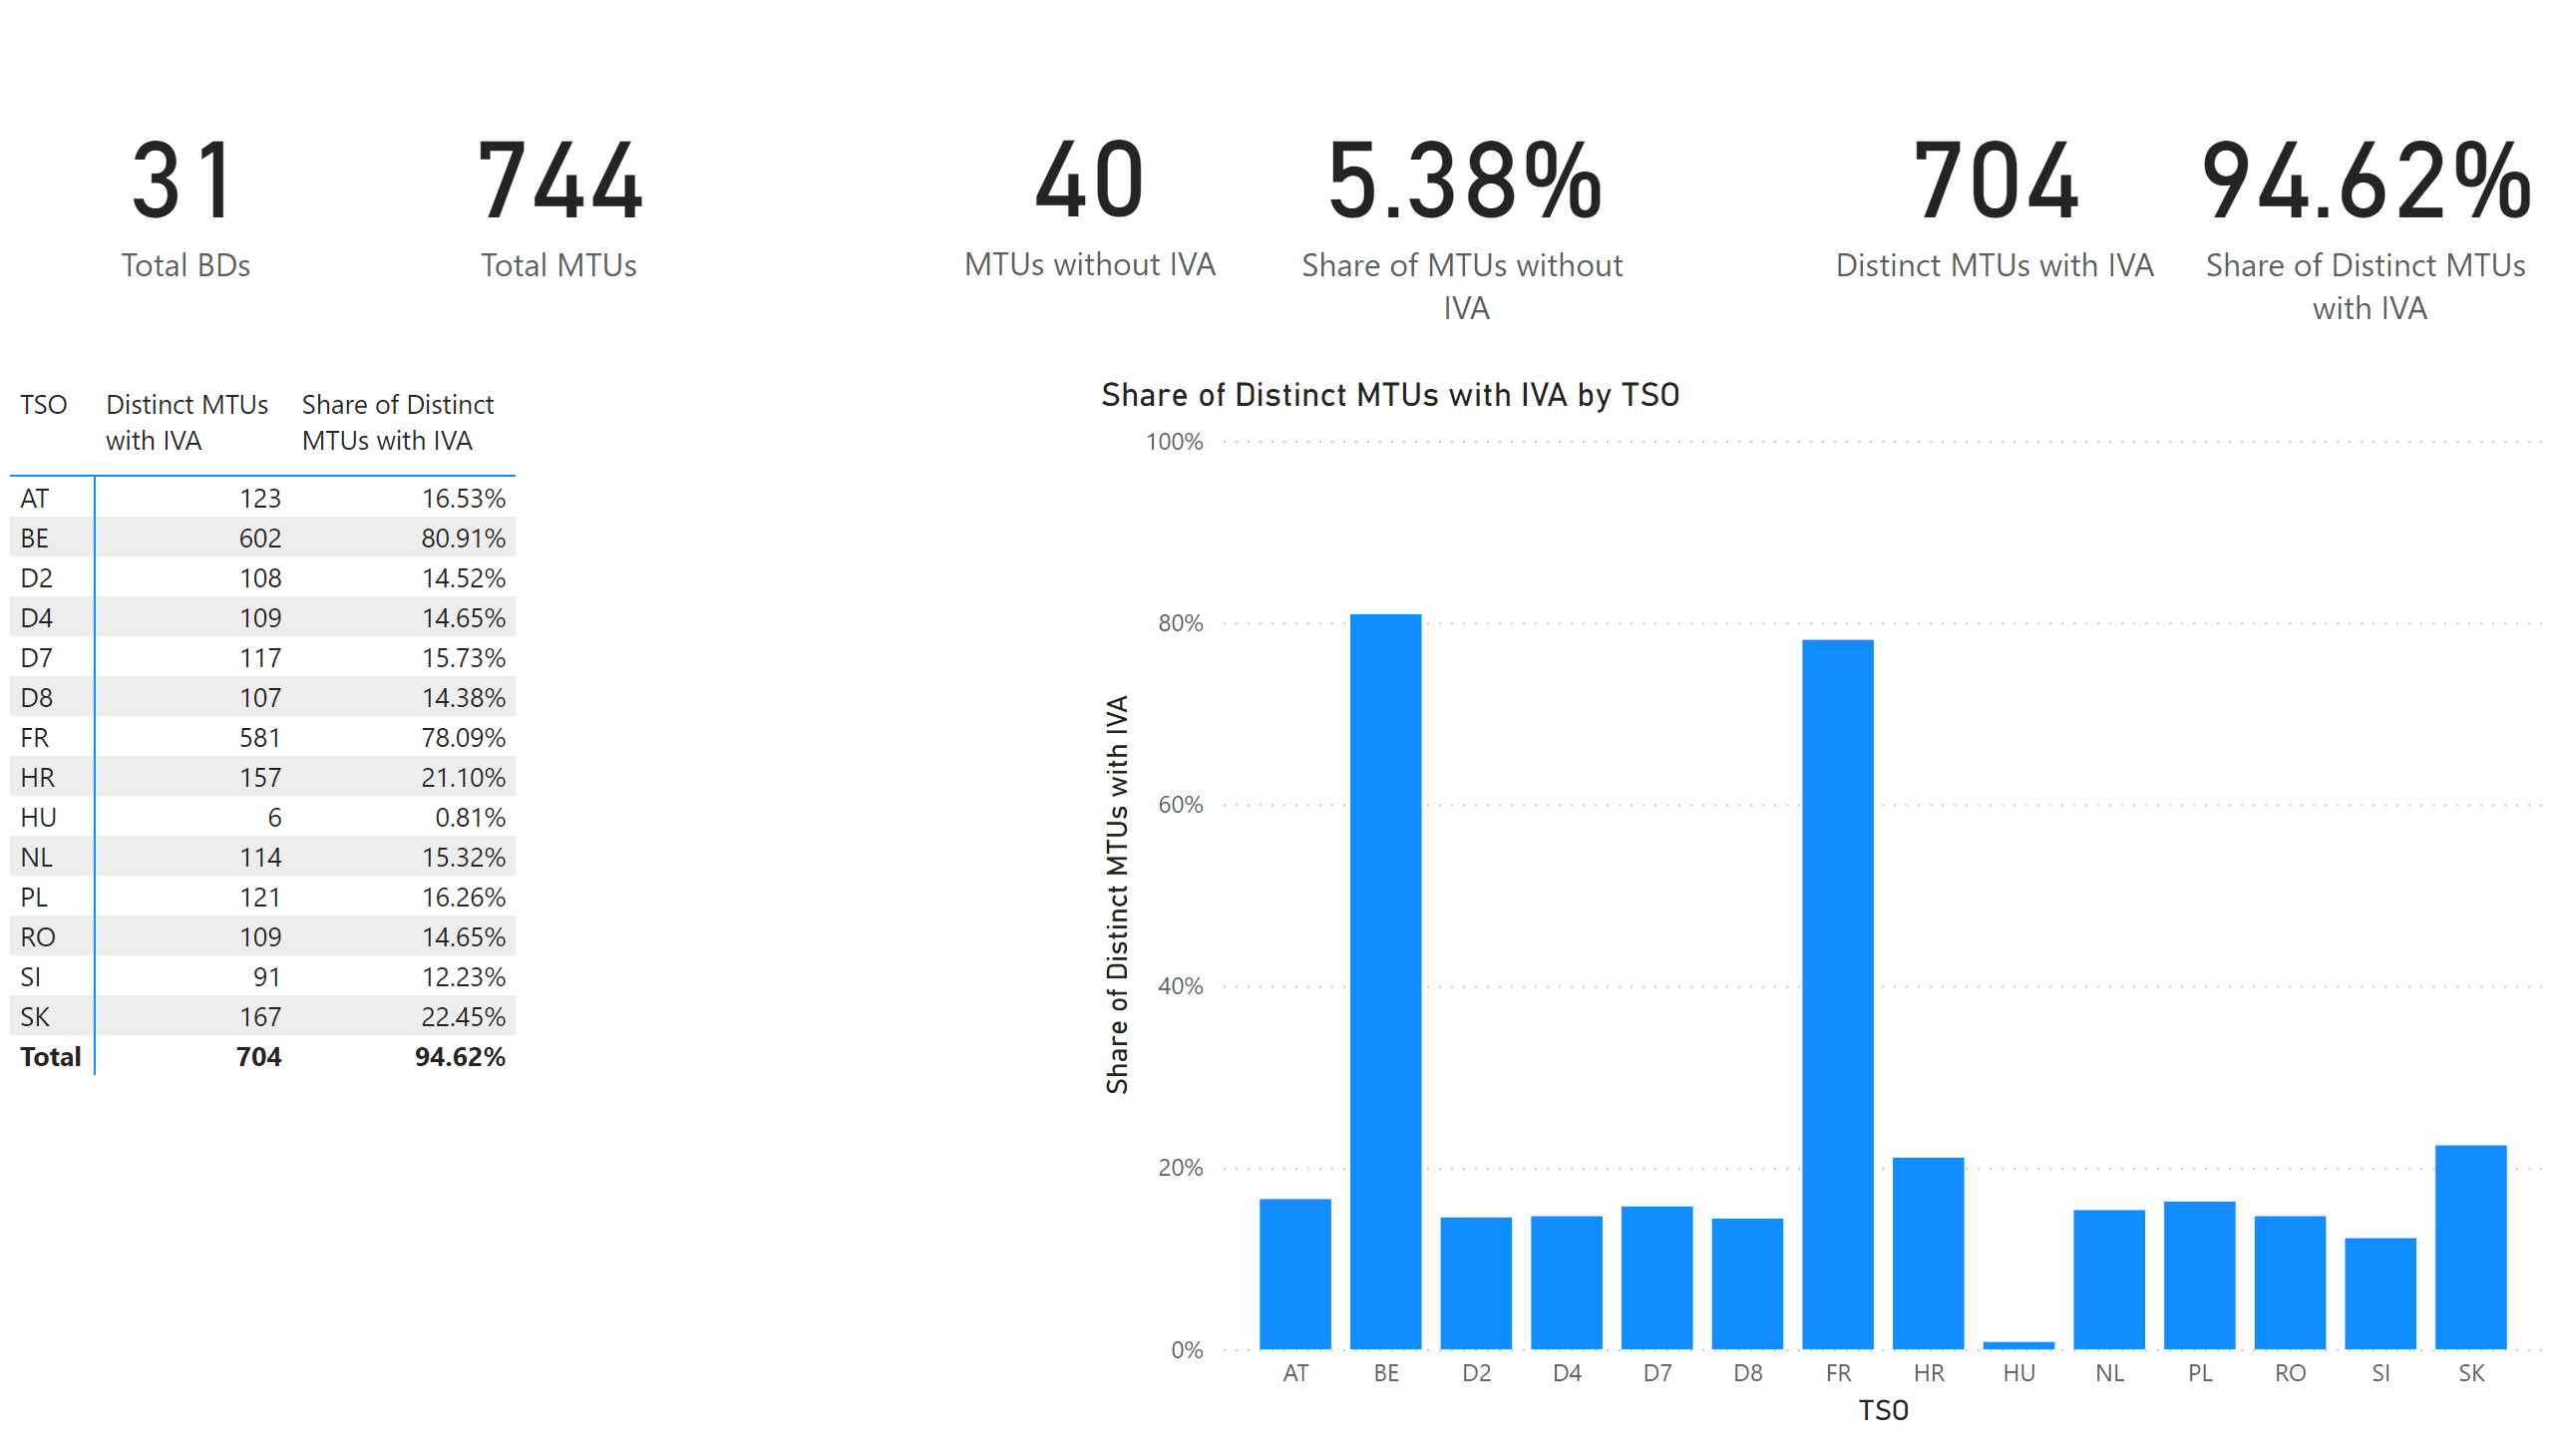 31
Total BDs
744
Total MTUs
40
MTUs without IVA
5.38%
Share of MTUs without
IVA
704
Distinct MTUs with IVA
94.62%
Share of Distinct MTUs
with IVA
TSO Distinct MTUs with IVA Share of Distinct MTUs with IVA
AT 123 16.53%
BE 602 80.91%
D2 108 14.52%
D4 109 14.65%
D7 117 15.73%
D8 107 14.38%
FR 581 78.09%
HR 157 21.10%
HU 6 0.81%
NL 114 15.32%
PL 121 16.26%
RO 109 14.65%
SI 91 12.23%
SK 167 22.45%
Total 704 94.62%
Share of Distinct MTUs with IVA by TSO
Share of Distinct MTUs with IVA
100%
80%
60%
40%
20%
0%
AT BE D2 D4 D7 D8 FR HR HU NL PL RO SI SK
TSO